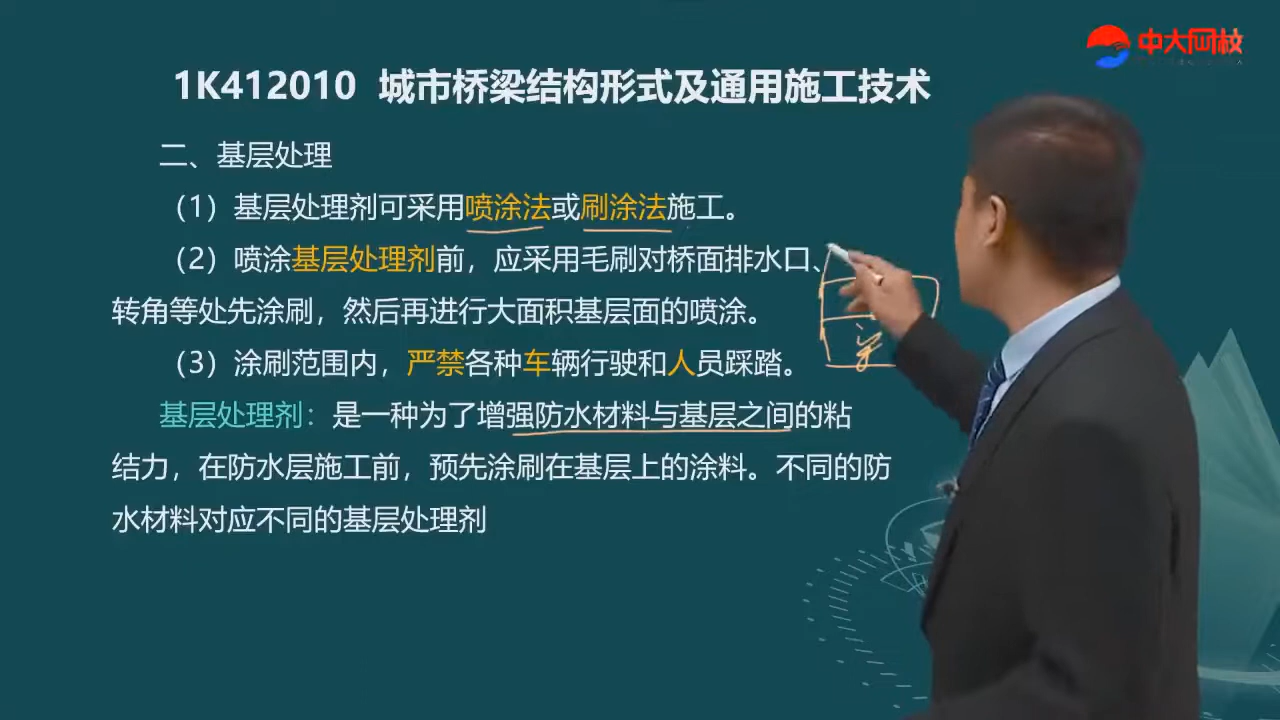 中大网校
1K412010 城市桥梁结构形式及通用施工技术
二、基层处理
（1）基层处理剂可采用喷涂法或刷涂法施工。
（2）喷涂基层处理剂前，应采用毛刷对桥面排水口、
转角等处先涂刷，然后再进行大面积基层面的喷涂。
（3）涂刷范围内，严禁各种车辆行驶和人员踩踏。
基层处理剂：是一种为了增强防水材料与基层之间的粘
结力，在防水层施工前，预先涂刷在基层上的涂料。不同的防
水材料对应不同的基层处理剂